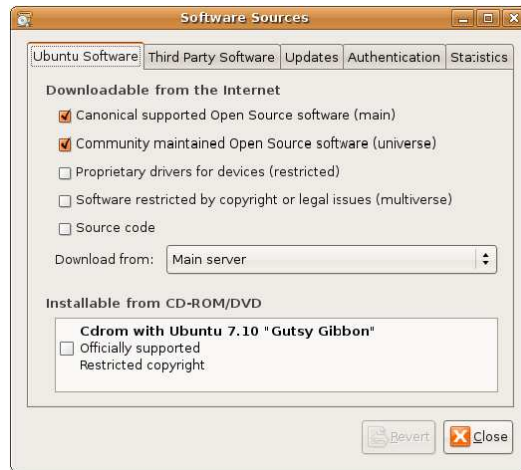 Software Sources
Ubuntu Software Third Party Software Updates Authentication Statistics
Downloadable from the Internet
Canonical supported Open Source software (main)
Community maintained Open Source software (universe)
Proprietary drivers for devices (restricted)
Software restricted by copyright or legal issues (multiverse)
Source code
Download from: Main server
Installable from CD-ROM/DVD
Cdrom with Ubuntu 7.10 "Gutsy Gibbon"
Officially supported
Restricted copyright
Revert Close